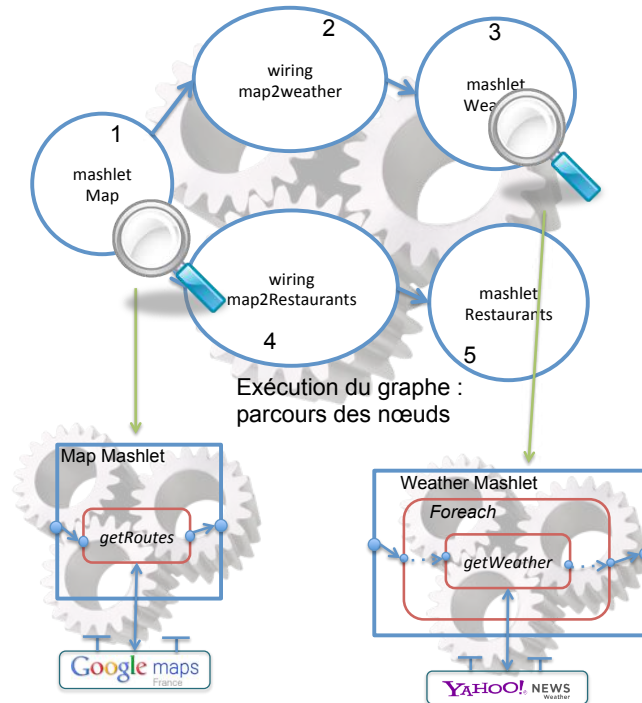 1
mashlet
Map
2
wiring
map2weather
3
mashlet
wiring
map2Restaurants
4
mashlet
Restaurants
5
Exécution du graphe :
parcours des nœuds
Map Mashlet
getRoutes
Google maps
France
Weather Mashlet
Foreach
getWeather
YAHOO! NEWS
Weather